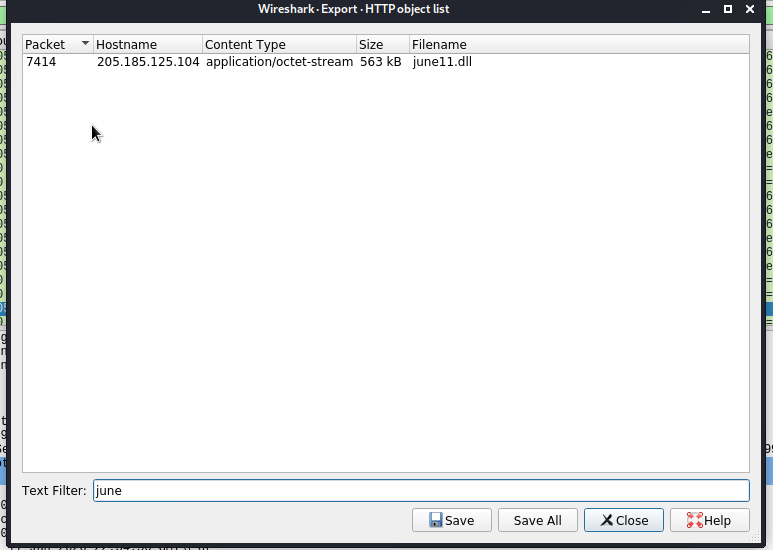 Wireshark · Export · HTTP object list
Packet Hostname Content Type Size Filename
7414 205.185.125.104 application/octet-stream 563 kB june11.dll
Text Filter: june
Save Save All Close Help